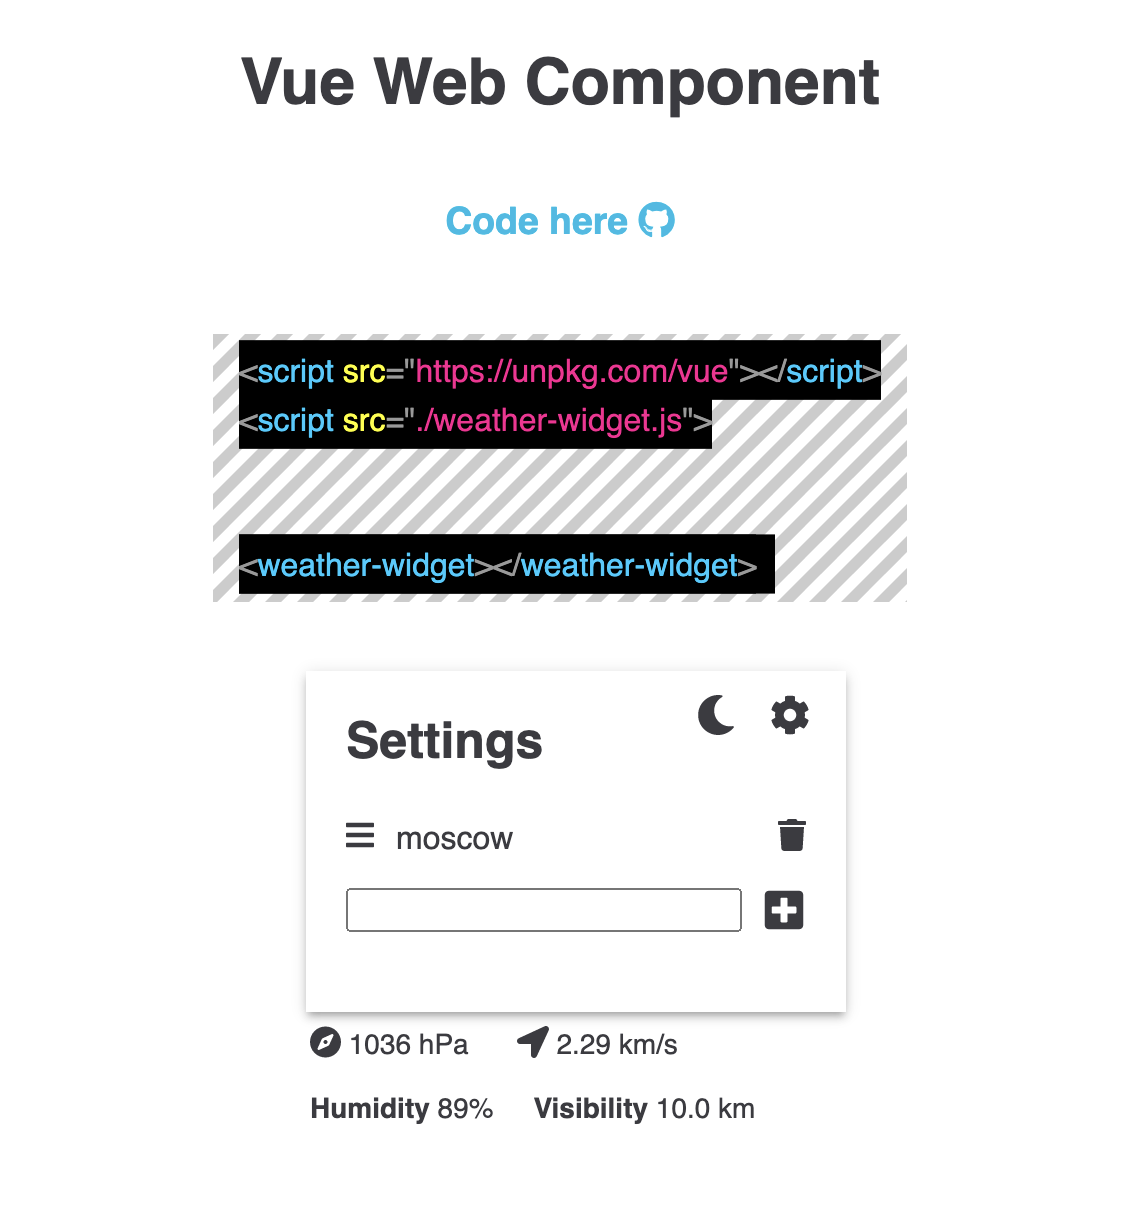 Vue Web Component
Code here
<script src="https://unpkg.com/vue"></script>
<script src="./weather-widget.js">
<weather-widget></weather-widget>
Settings
moscow
1036 hPa 2.29 km/s
Humidity 89% Visibility 10.0 km